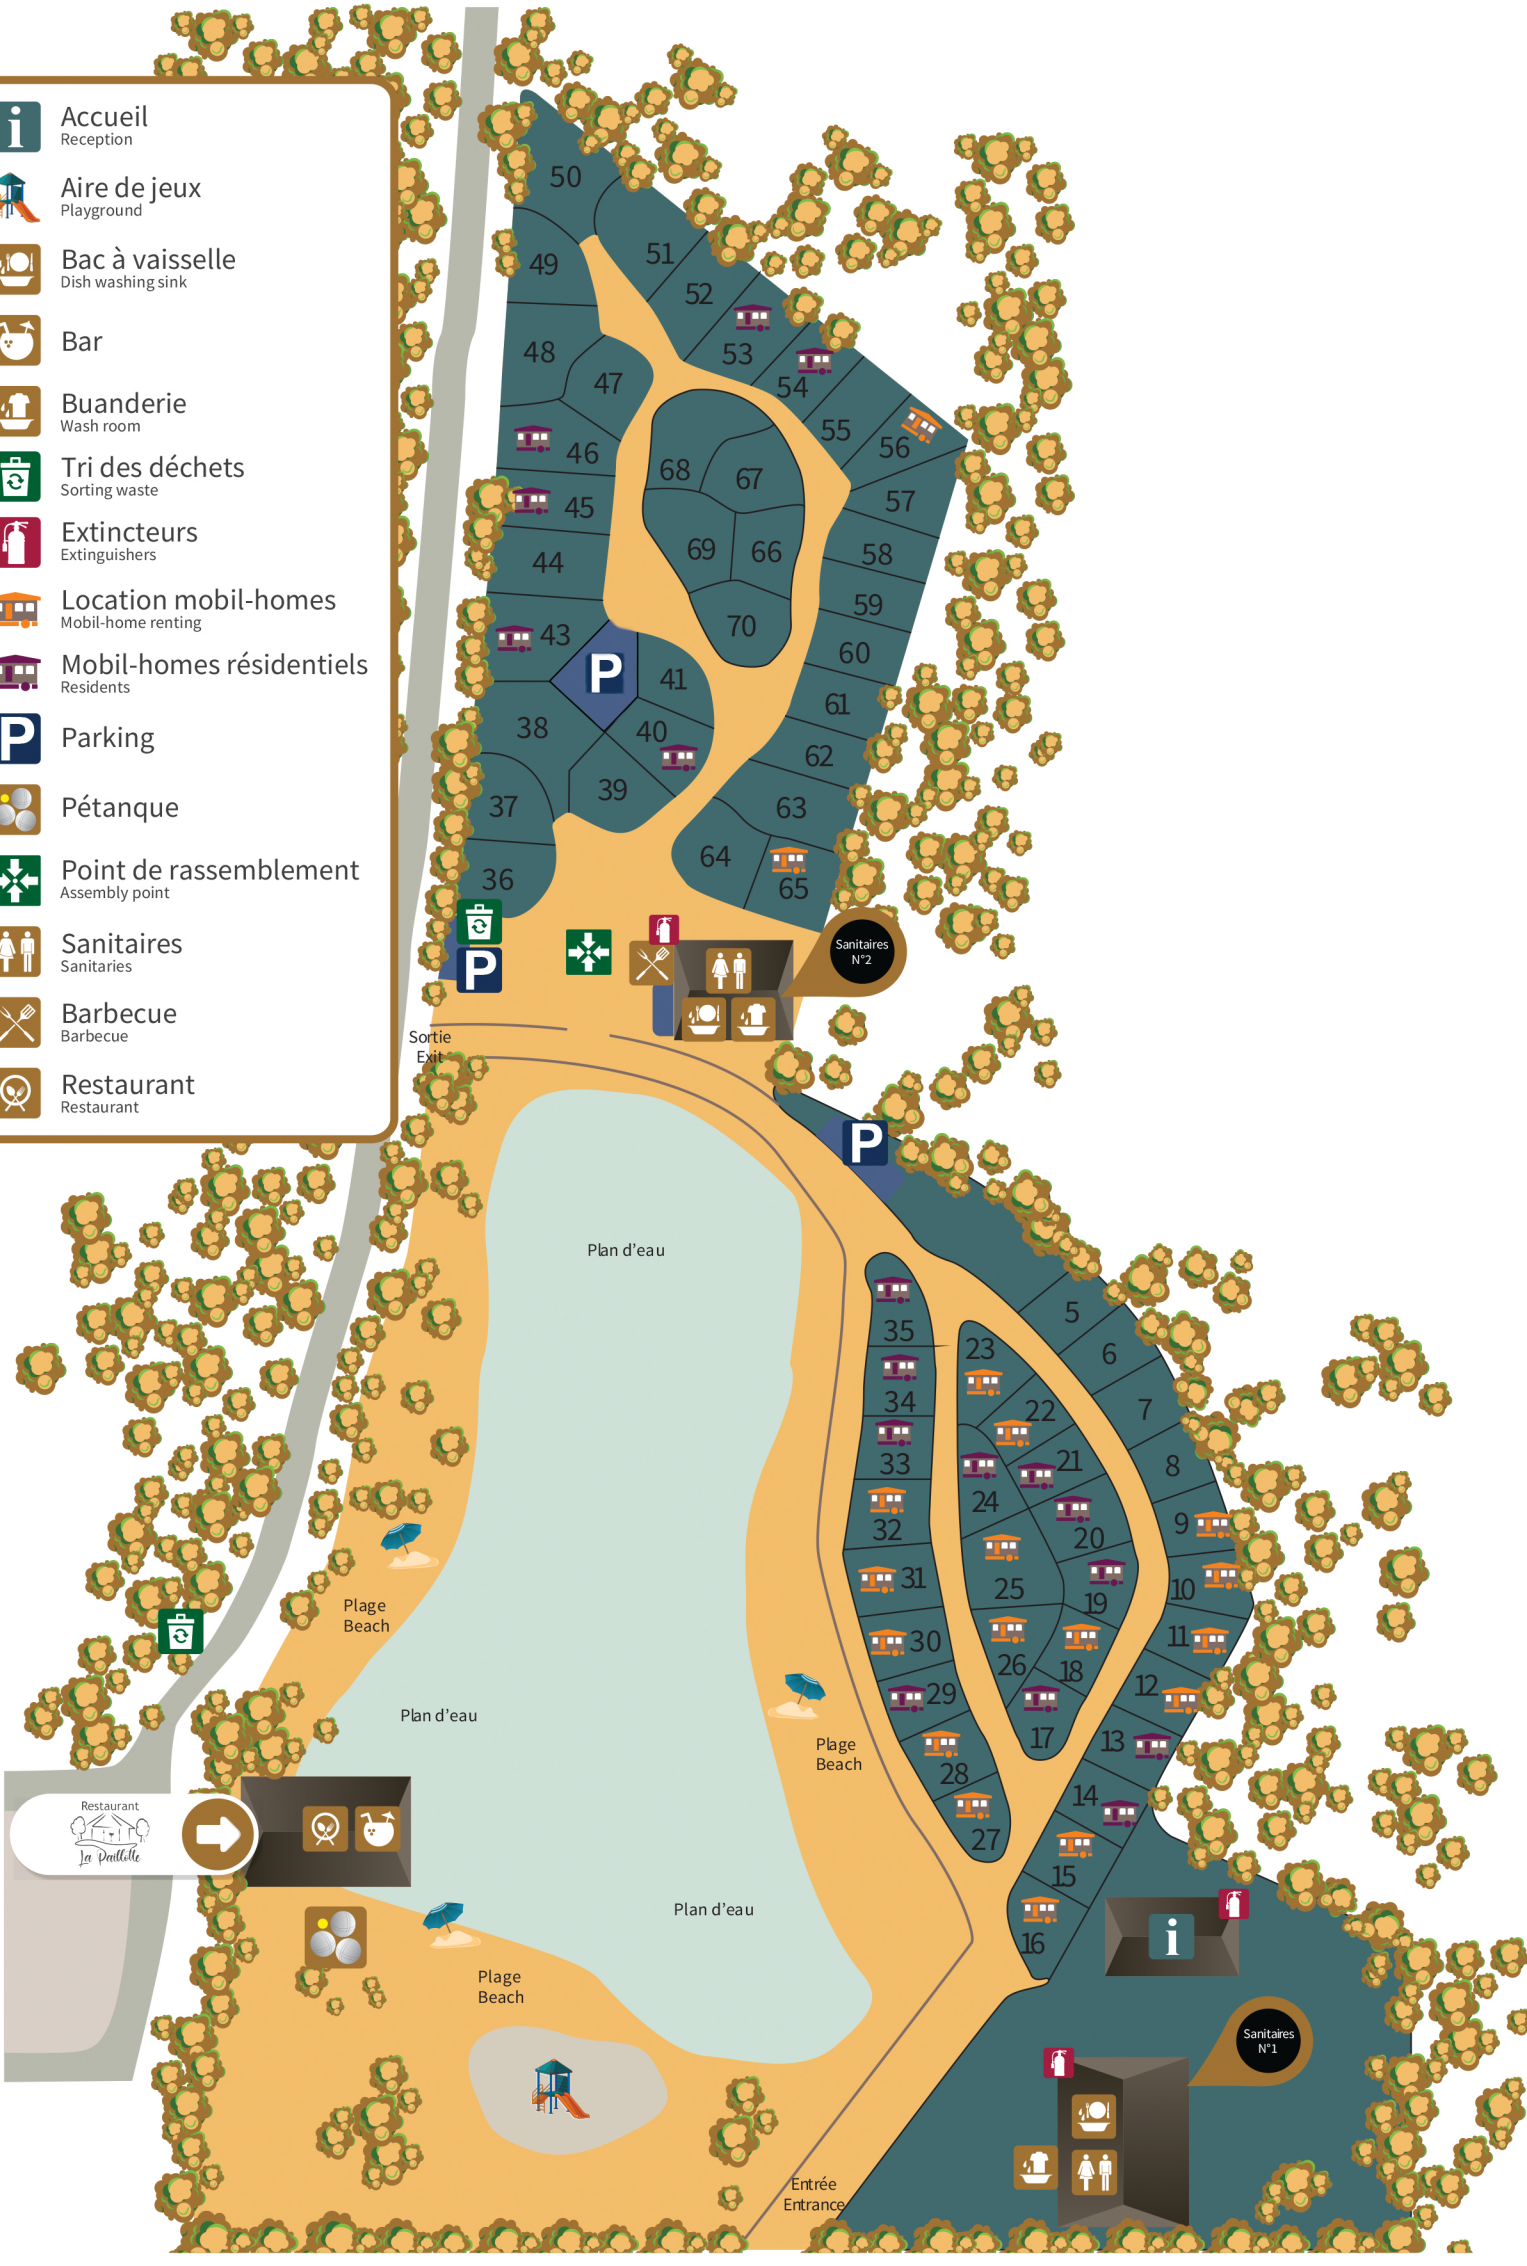 Accueil
Reception
Aire de jeux
Playground
Bac à vaisselle
Dish washing sink
Bar
Buanderie
Wash room
Tri des déchets
Sorting waste
Extincteurs
Extinguishers
Location mobil-homes
Mobil-home renting
Mobil-homes résidentiels
Residents
P
Parking
Pétanque
Point de rassemblement
Assembly point
Sanitaires
Sanitaries
Barbecue
Barbecue
Restaurant
Restaurant
50
51
49
52
53
48
54
47
55
56
46
68
67
57
45
69
66
58
44
59
70
43
60
P
41
61
38
40
62
39
37
63
64
36
65
P
Sanitaires
N°2
Sortie
Exit
P
Plan d'eau
5
35
23
6
34
22
7
33
21
8
24
32
20
9
31
25
19
10
30
26
18
11
29
12
17
13
28
14
27
15
16
Plage
Beach
Plan d'eau
Plage
Beach
Restaurant
La Paillotte
Plan d'eau
i
Plage
Beach
Sanitaires
N°1
Entrée
Entrance